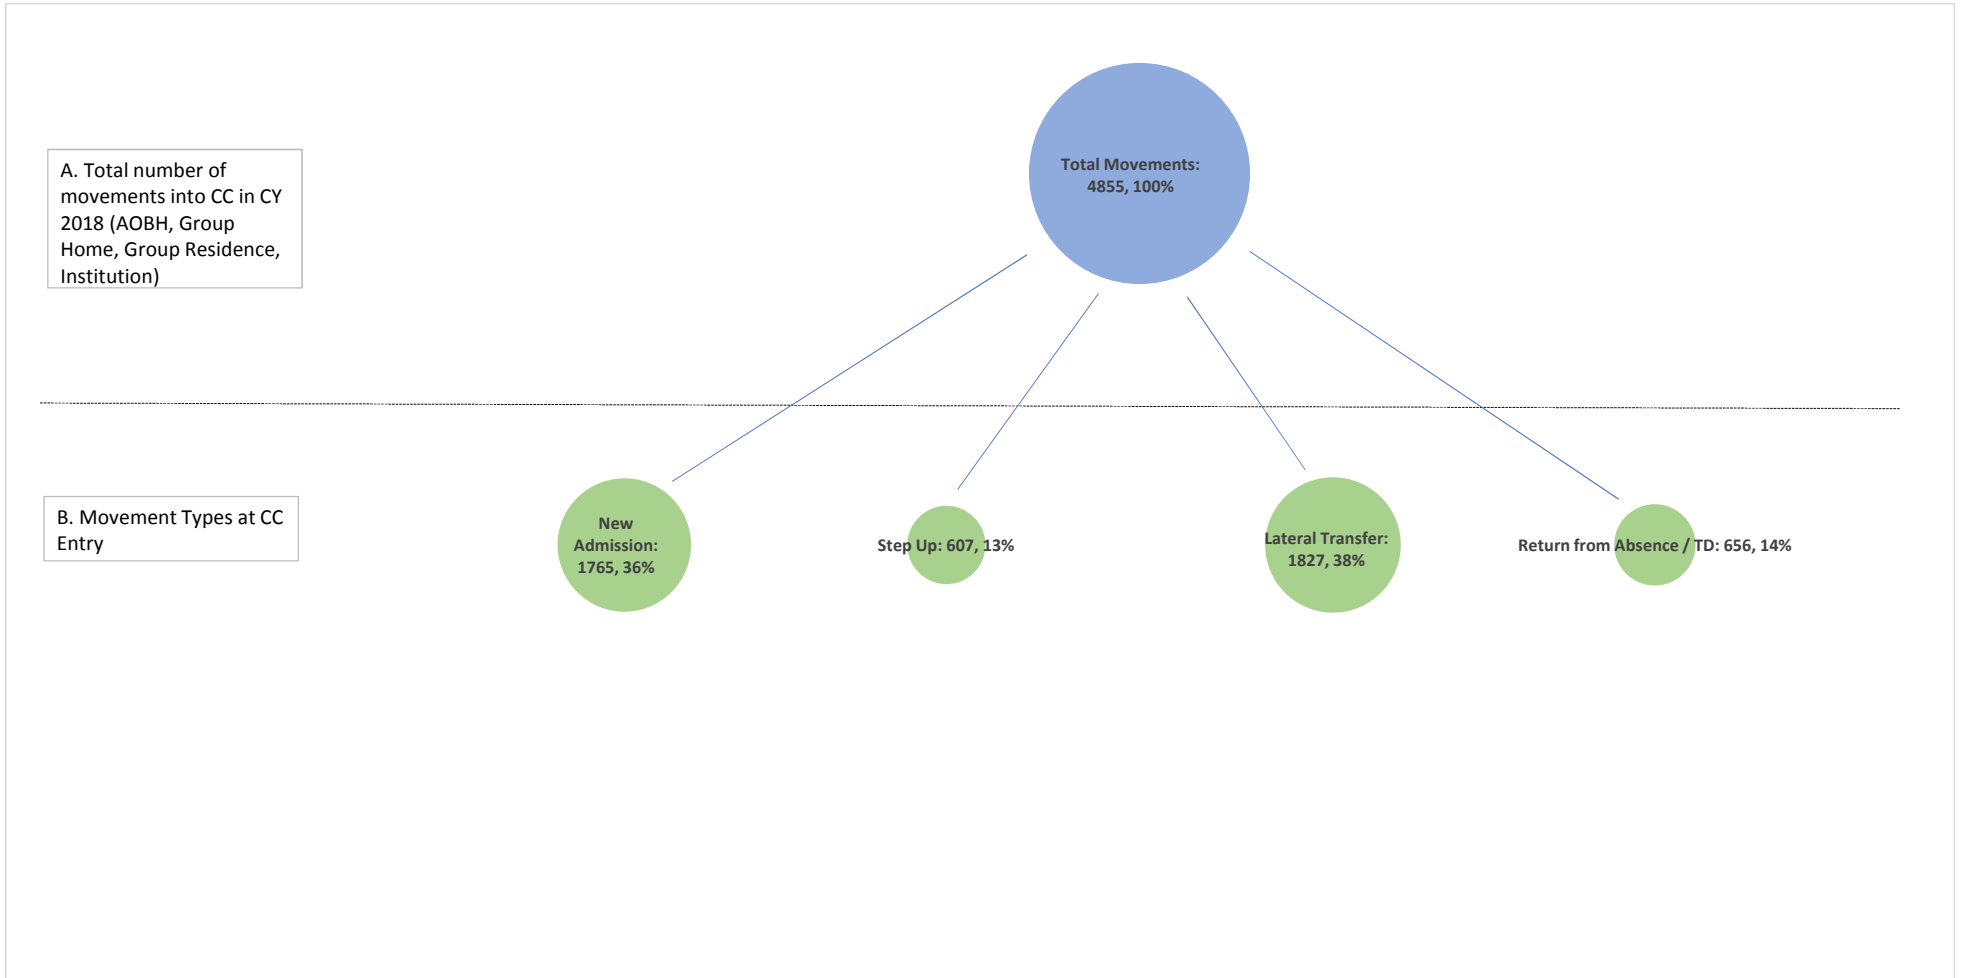 Total Movements:
4855, 100%
A. Total number of
movements into CC in CY
2018 (AOBH, Group
Home, Group Residence,
Institution)
B. Movement Types at CC
Entry
New
Admission:
1765, 36%
Step Up: 607, 13%
Lateral Transfer:
1827, 38%
Return from Absence / TD: 656, 14%